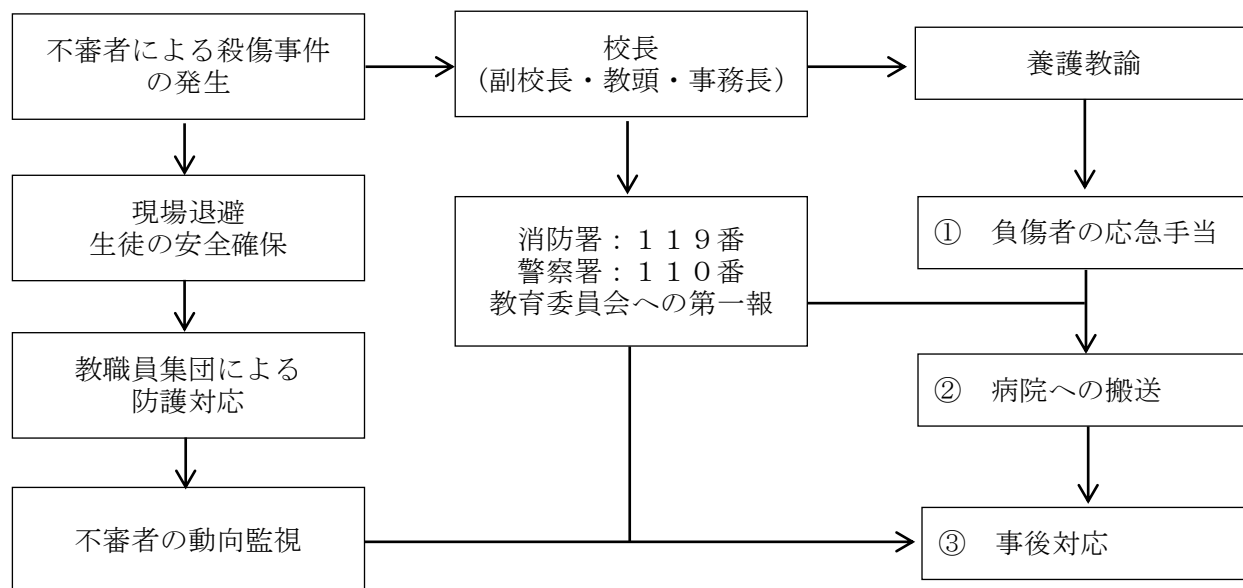 不審者による殺傷事件
の発生
校長
（副校長・教頭・事務長）
養護教諭
現場退避
生徒の安全確保
消防署：１１９番
警察署：１１０番
教育委員会への第一報
① 負傷者の応急手当
教職員集団による
防護対応
② 病院への搬送
不審者の動向監視
③ 事後対応